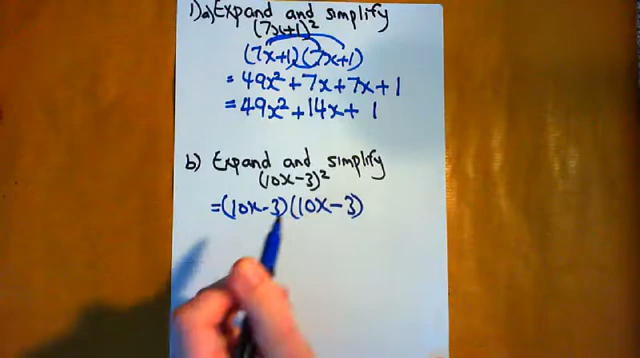 1)a) Expand and simplify
(7x+1)²
(7x+1)(7x+1)
= 49x² + 7x + 7x + 1
= 49x² + 14x + 1
b) Expand and simplify
(10x-3)²
= (10x-3)(10x-3)